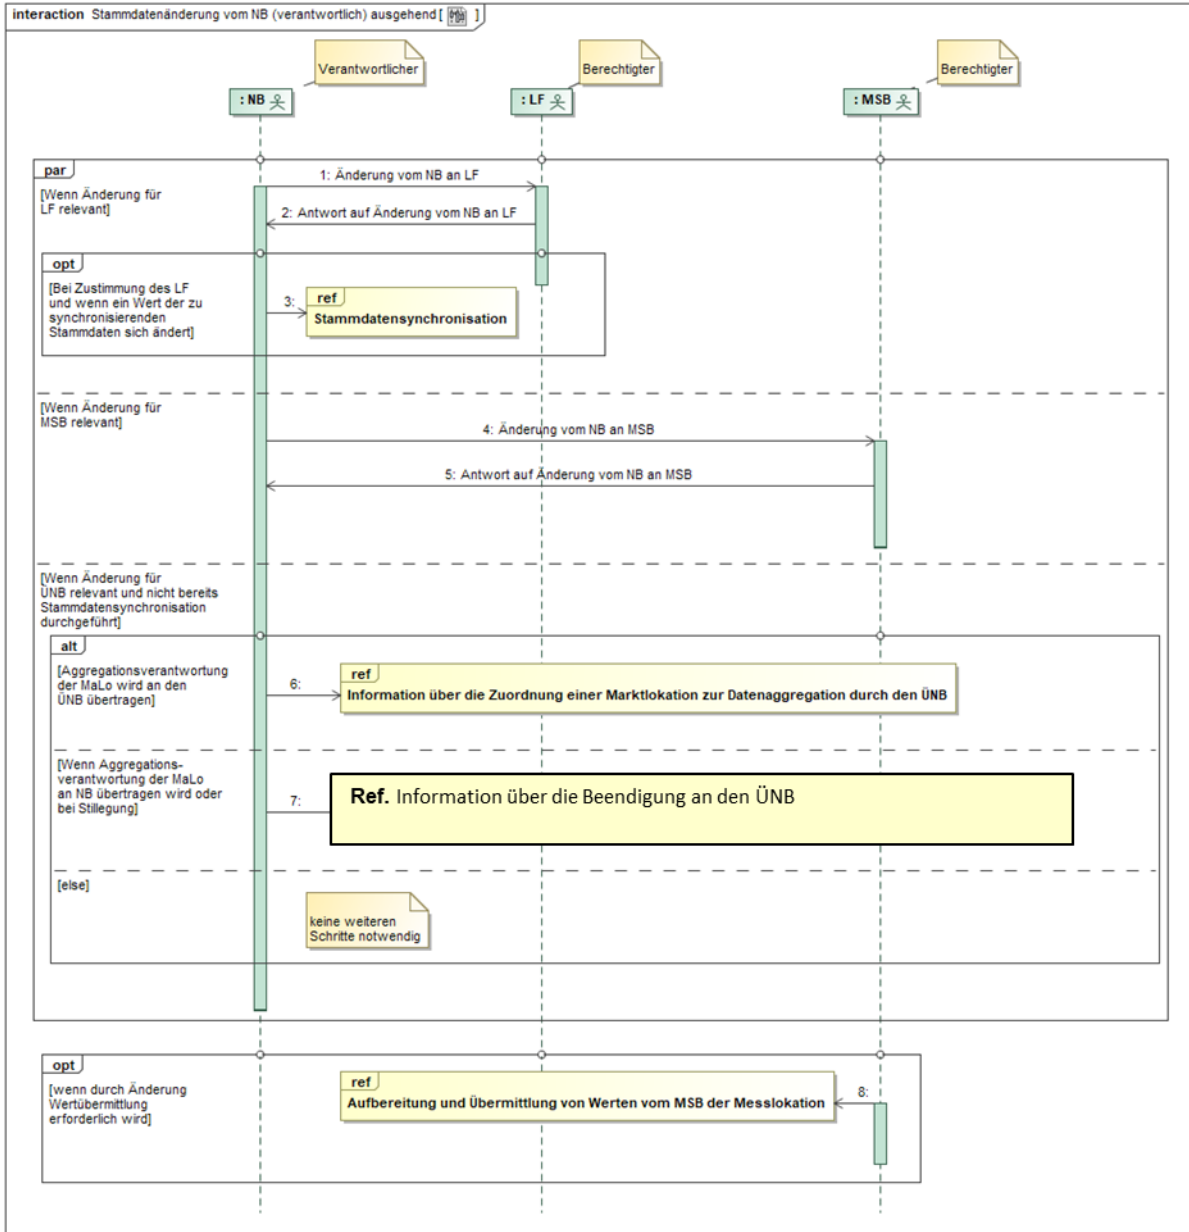 interaction Stammdatenänderung vom NB (verantwortlich) ausgehend [ ]
Verantwortlicher
Berechtigter
Berechtigter
: NB
: LF
: MSB
par
[Wenn Änderung für
LF relevant]
1: Änderung vom NB an LF
2: Antwort auf Änderung vom NB an LF
opt
[Bei Zustimmung des LF
und wenn ein Wert der zu
synchronisierenden
Stammdaten sich ändert]
3:
ref
Stammdatensynchronisation
[Wenn Änderung für
MSB relevant]
4: Änderung vom NB an MSB
5: Antwort auf Änderung vom NB an MSB
[Wenn Änderung für
ÜNB relevant und nicht bereits
Stammdatensynchronisation
durchgeführt]
alt
[Aggregationsverantwortung
der MaLo wird an den
ÜNB übertragen]
6:
ref
Information über die Zuordnung einer Marktlokation zur Datenaggregation durch den ÜNB
[Wenn Aggregations-
verantwortung der MaLo
an NB übertragen wird oder
bei Stillegung]
7:
Ref. Information über die Beendigung an den ÜNB
[else]
keine weiteren
Schritte notwendig
opt
[wenn durch Änderung
Wertübermittlung
erforderlich wird]
ref
Aufbereitung und Übermittlung von Werten vom MSB der Messlokation
8: